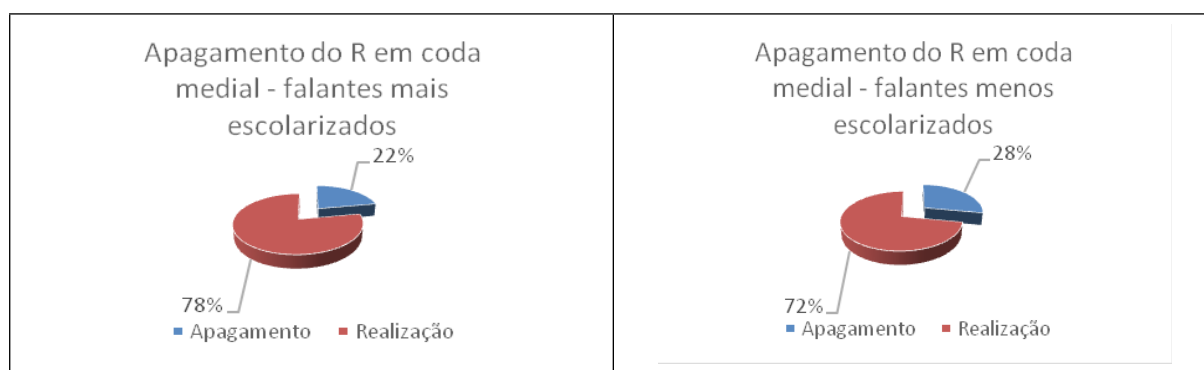 Apagamento do R em coda
medial - falantes mais
escolarizados
22%
78%
Apagamento Realização
Apagamento do R em coda
medial - falantes menos
escolarizados
28%
72%
Apagamento Realização